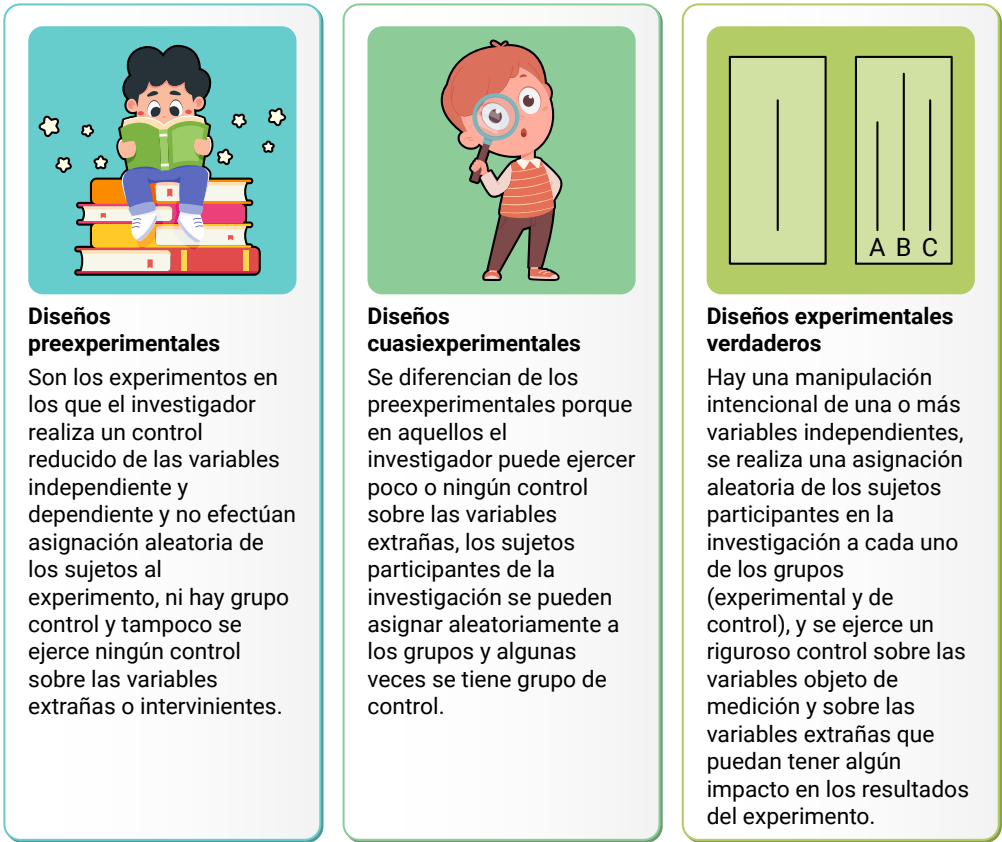 Diseños
preexperimentales
Son los experimentos en
los que el investigador
realiza un control
reducido de las variables
independiente y
dependiente y no efectúan
asignación aleatoria de
los sujetos al
experimento, ni hay grupo
control y tampoco se
ejerce ningún control
sobre las variables
extrañas o intervinientes.
Diseños
cuasiexperimentales
Se diferencian de los
preexperimentales porque
en aquellos el
investigador puede ejercer
poco o ningún control
sobre las variables
extrañas, los sujetos
participantes de la
investigación se pueden
asignar aleatoriamente a
los grupos y algunas
veces se tiene grupo de
control.
A B C
Diseños experimentales
verdaderos
Hay una manipulación
intencional de una o más
variables independientes,
se realiza una asignación
aleatoria de los sujetos
participantes en la
investigación a cada uno
de los grupos
(experimental y de
control), y se ejerce un
riguroso control sobre las
variables objeto de
medición y sobre las
variables extrañas que
puedan tener algún
impacto en los resultados
del experimento.